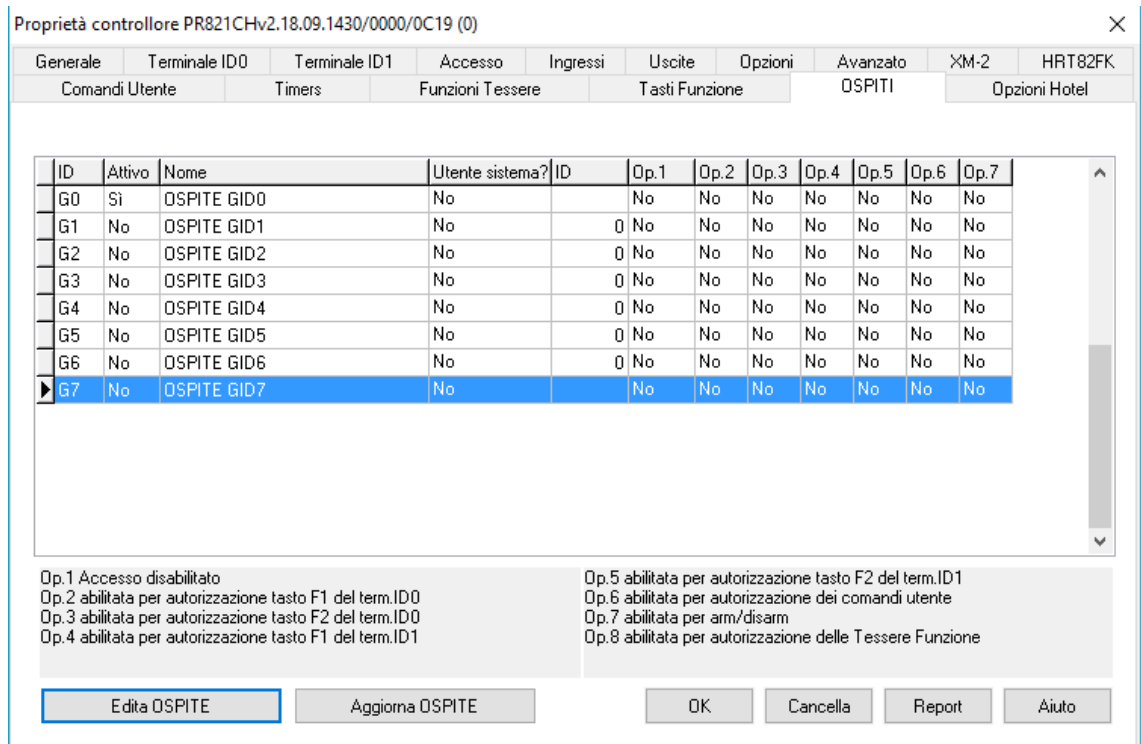 Proprietà controllore PR821CHv2.18.09.1430/0000/0C19 (0)
Generale Terminale ID0 Terminale ID1 Accesso Ingressi Uscite Opzioni Avanzato XM-2 HRT82FK
Comandi Utente Timers Funzioni Tessere Tasti Funzione OSPITI Opzioni Hotel
ID Attivo Nome Utente sistema? ID Op.1 Op.2 Op.3 Op.4 Op.5 Op.6 Op.7
G0 Sì OSPITE GID0 No No No No No No No No
G1 No OSPITE GID1 No 0 No No No No No No No
G2 No OSPITE GID2 No 0 No No No No No No No
G3 No OSPITE GID3 No 0 No No No No No No No
G4 No OSPITE GID4 No 0 No No No No No No No
G5 No OSPITE GID5 No 0 No No No No No No No
G6 No OSPITE GID6 No 0 No No No No No No No
G7 No OSPITE GID7 No No No No No No No No
Op.1 Accesso disabilitato
Op.2 abilitata per autorizzazione tasto F1 del term.ID0
Op.3 abilitata per autorizzazione tasto F2 del term.ID0
Op.4 abilitata per autorizzazione tasto F1 del term.ID1
Op.5 abilitata per autorizzazione tasto F2 del term.ID1
Op.6 abilitata per autorizzazione dei comandi utente
Op.7 abilitata per arm/disarm
Op.8 abilitata per autorizzazione delle Tessere Funzione
Edita OSPITE Aggiorna OSPITE OK Cancella Report Aiuto